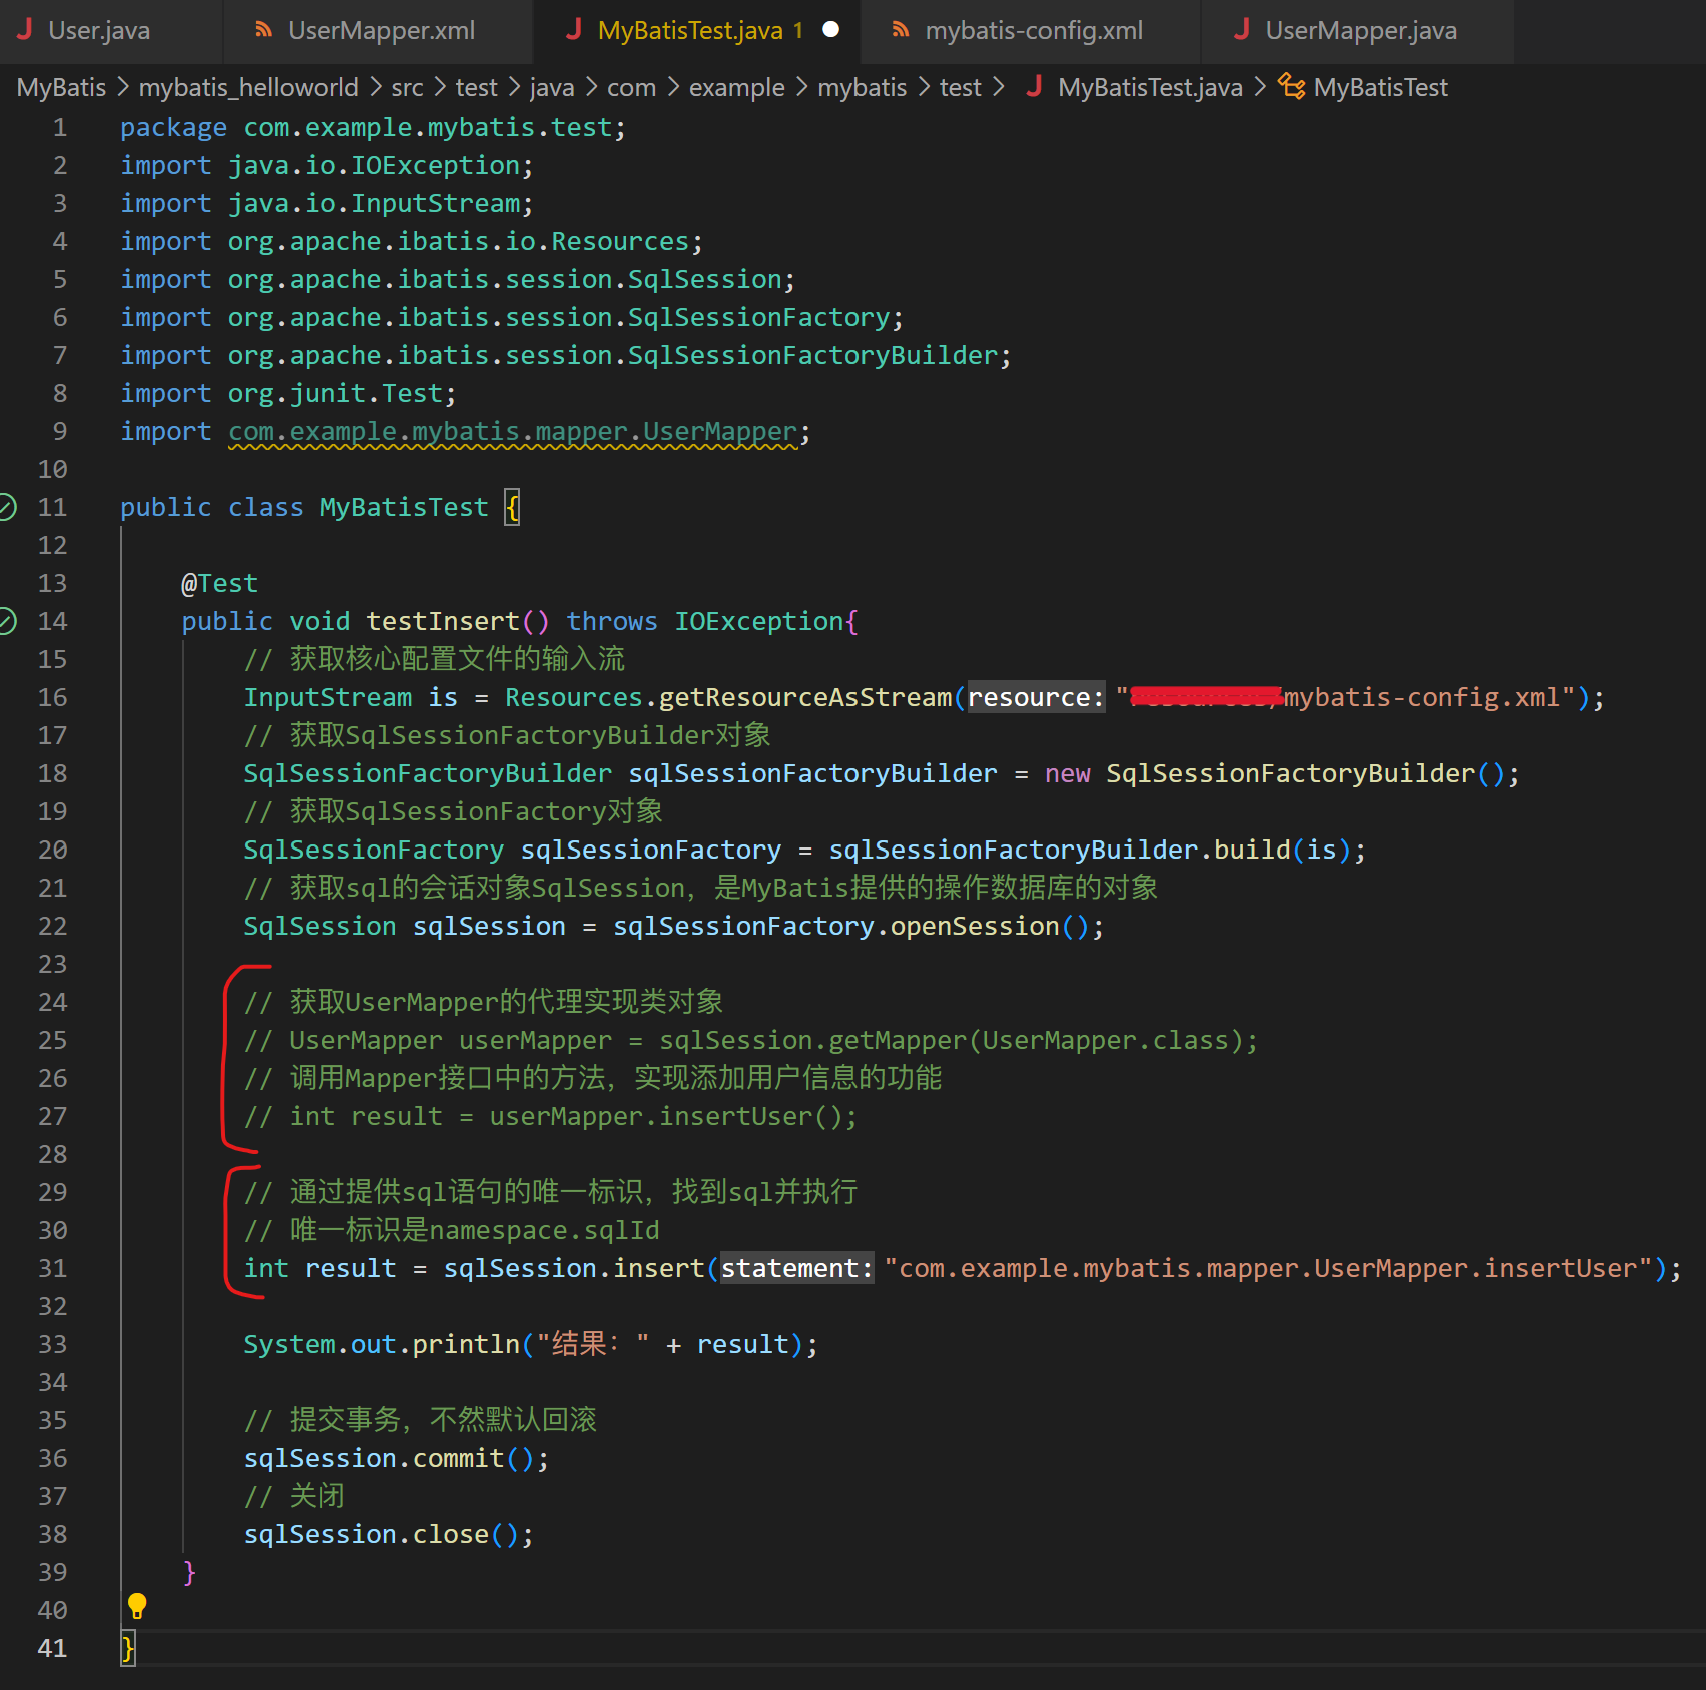 User.java UserMapper.xml MyBatisTest.java 1 mybatis-config.xml UserMapper.java
MyBatis > mybatis_helloworld > src > test > java > com > example > mybatis > test > MyBatisTest.java > MyBatisTest
1 package com.example.mybatis.test;
2 import java.io.IOException;
3 import java.io.InputStream;
4 import org.apache.ibatis.io.Resources;
5 import org.apache.ibatis.session.SqlSession;
6 import org.apache.ibatis.session.SqlSessionFactory;
7 import org.apache.ibatis.session.SqlSessionFactoryBuilder;
8 import org.junit.Test;
9 import com.example.mybatis.mapper.UserMapper;
10
11 public class MyBatisTest {
12
13 @Test
14 public void testInsert() throws IOException{
15 // 获取核心配置文件的输入流
16 InputStream is = Resources.getResourceAsStream(resource: "mybatis-config.xml");
17 // 获取SqlSessionFactoryBuilder对象
18 SqlSessionFactoryBuilder sqlSessionFactoryBuilder = new SqlSessionFactoryBuilder();
19 // 获取SqlSessionFactory对象
20 SqlSessionFactory sqlSessionFactory = sqlSessionFactoryBuilder.build(is);
21 // 获取sql的会话对象SqlSession，是MyBatis提供的操作数据库的对象
22 SqlSession sqlSession = sqlSessionFactory.openSession();
23
24 // 获取UserMapper的代理实现类对象
25 // UserMapper userMapper = sqlSession.getMapper(UserMapper.class);
26 // 调用Mapper接口中的方法，实现添加用户信息的功能
27 // int result = userMapper.insertUser();
28
29 // 通过提供sql语句的唯一标识，找到sql并执行
30 // 唯一标识是namespace.sqlId
31 int result = sqlSession.insert(statement: "com.example.mybatis.mapper.UserMapper.insertUser");
32
33 System.out.println("结果：" + result);
34
35 // 提交事务，不然默认回滚
36 sqlSession.commit();
37 // 关闭
38 sqlSession.close();
39 }
40
41 }